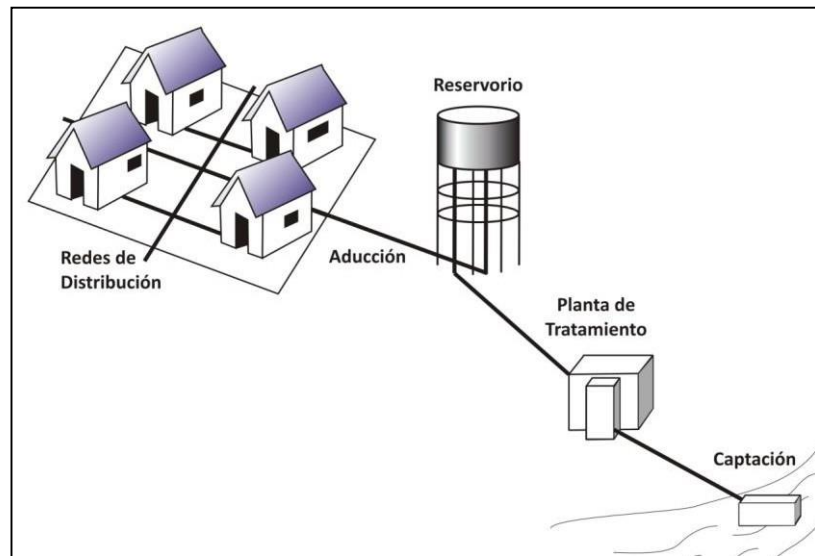 Reservorio
Redes de
Distribución
Aducción
Planta de
Tratamiento
Captación